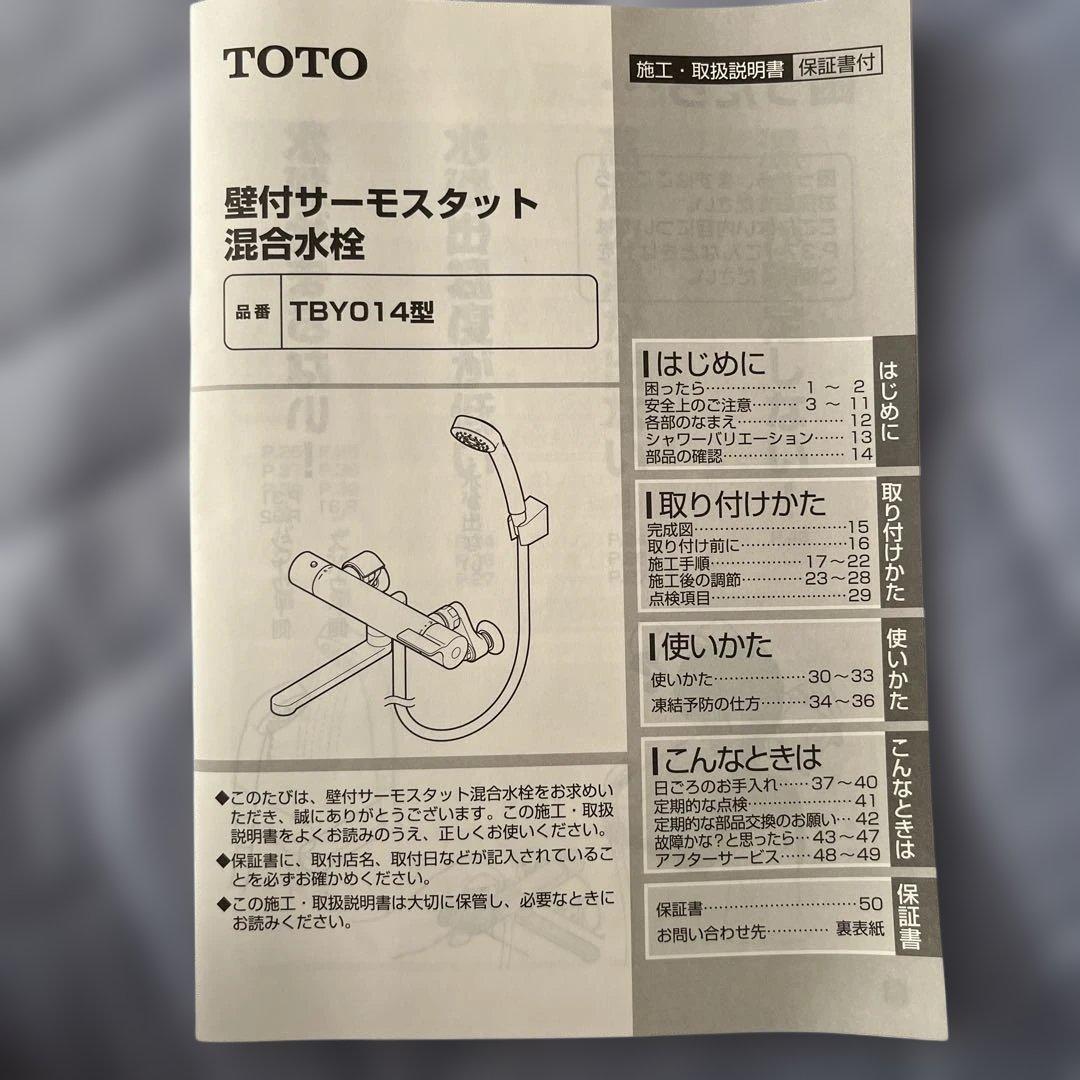 TOTO
施工・取扱説明書 保証書付
壁付サーモスタット
混合水栓
品番 TBY014型
はじめに
困ったら………………… 1 ～ 2
安全上のご注意……… 3 ～ 11
各部のなまえ………………… 12
シャワーバリエーション…… 13
部品の確認…………………… 14
はじめに
取り付けかた
完成図…………………………15
取り付け前に…………………16
施工手順………………17～22
施工後の調節…………23～28
点検項目………………………29
取り付けかた
使いかた
使いかた………………30～33
凍結予防の仕方………34～36
使いかた
こんなときは
日ごろのお手入れ……37～40
定期的な点検…………………41
定期的な部品交換のお願い…42
故障かな？と思ったら…43～47
アフターサービス……48～49
こんなときは
保証書…………………………50
お問い合わせ先………… 裏表紙
保証書
◆このたびは、壁付サーモスタット混合水栓をお求めい
ただき、誠にありがとうございます。この施工・取扱
説明書をよくお読みのうえ、正しくお使いください。
◆保証書に、取付店名、取付日などが記入されているこ
とを必ずお確かめください。
◆この施工・取扱説明書は大切に保管し、必要なときに
お読みください。